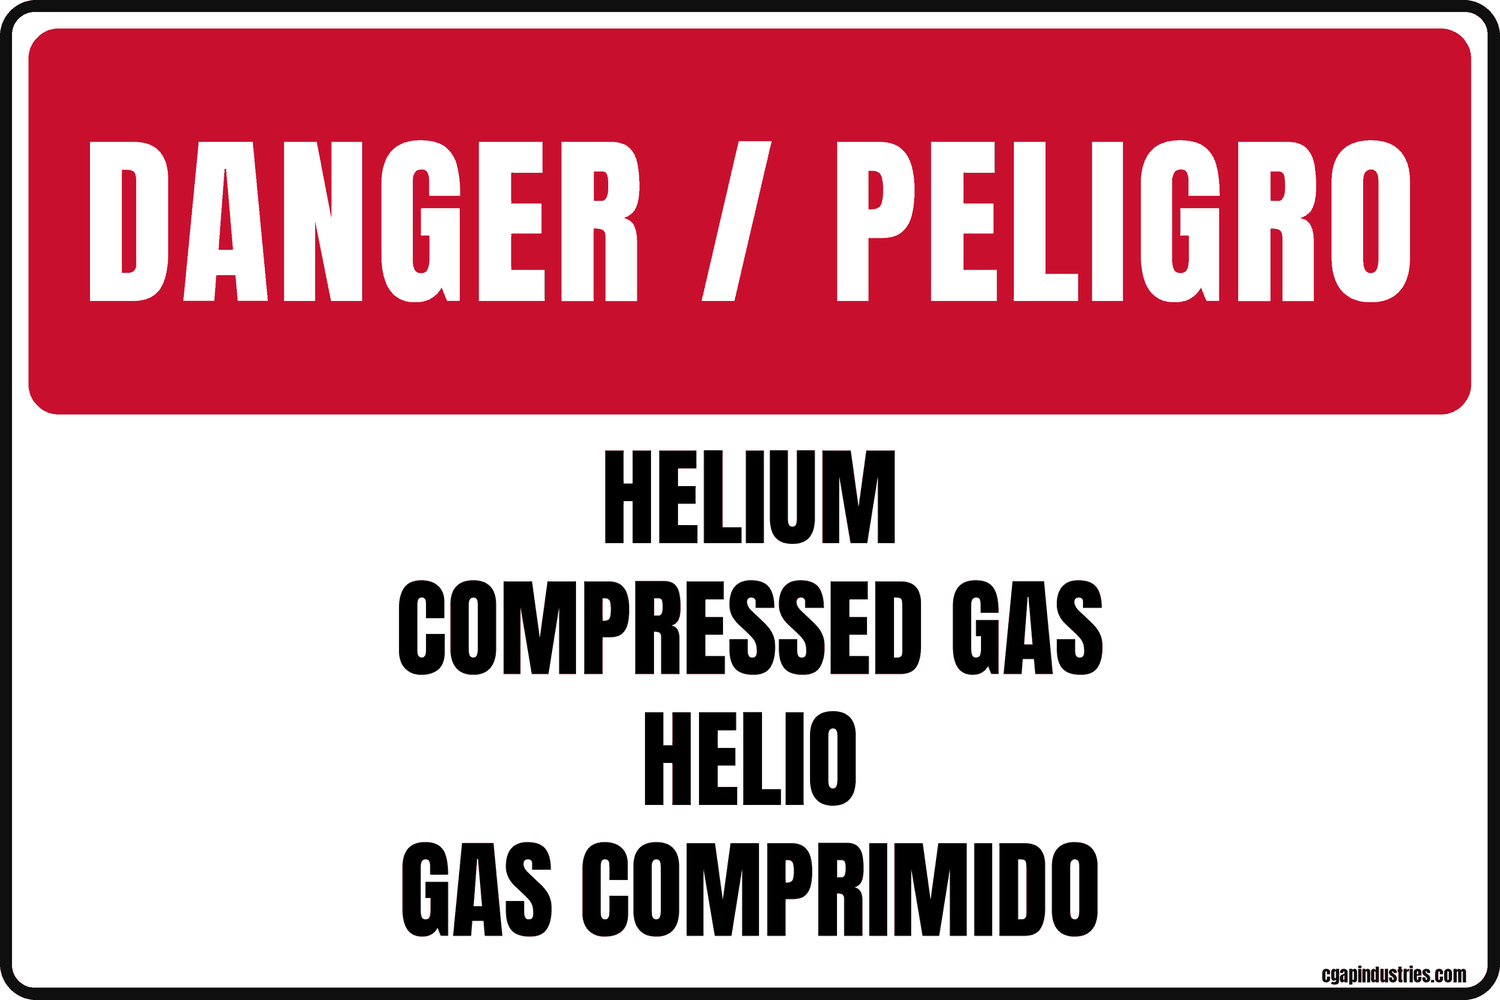 DANGER / PELIGRO
HELIUM
COMPRESSED GAS
HELIO
GAS COMPRIMIDO
cgapindustries.com